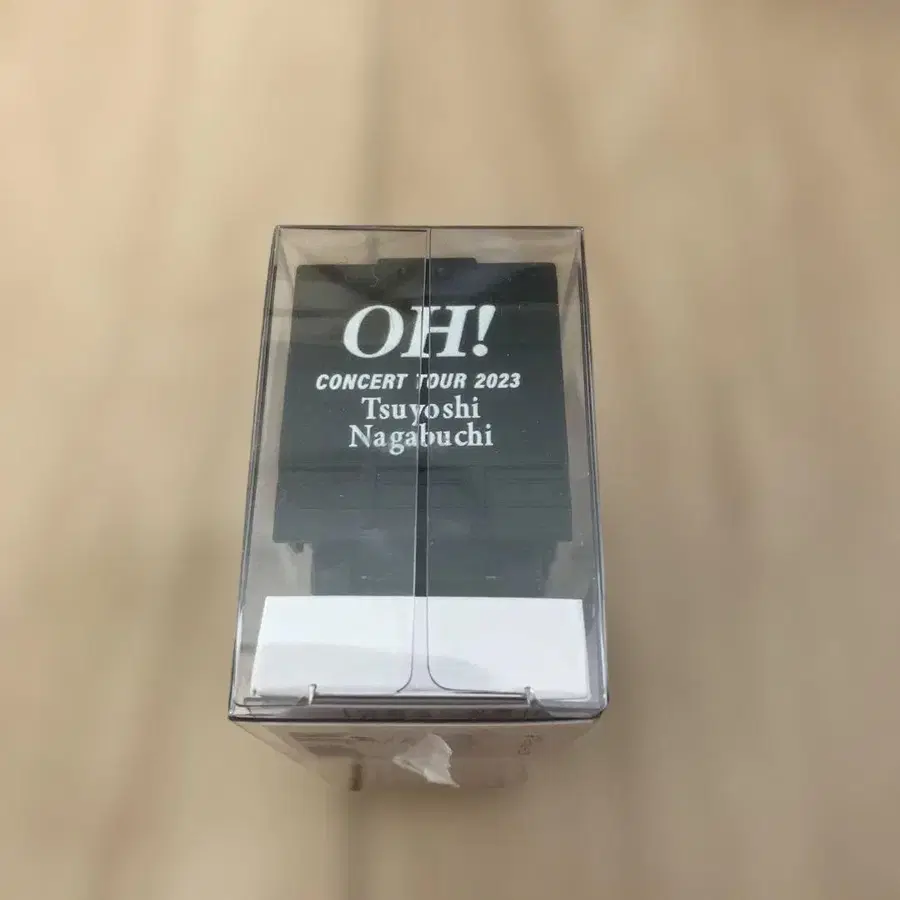 OH!
CONCERT TOUR 2023
Tsuyoshi
Nagabuchi